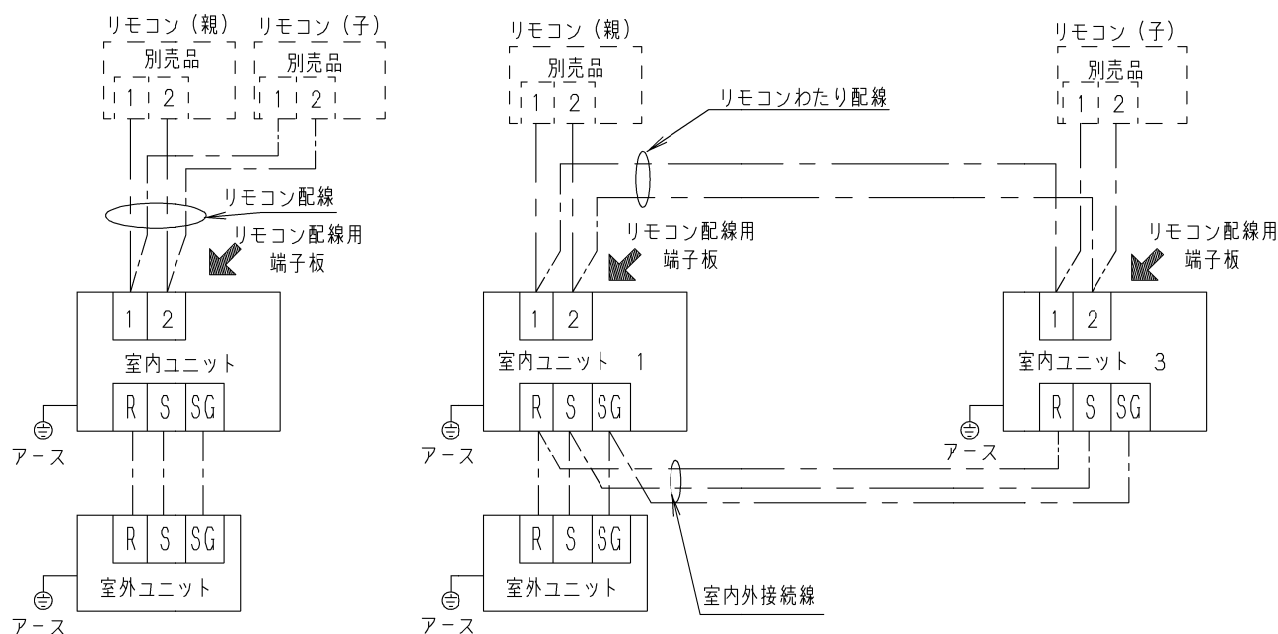 リモコン（親）
別売品
1 2
リモコン（子）
別売品
1 2
リモコン配線
リモコン配線用
端子板
1 2
室内ユニット
R S SG
アース
R S SG
室外ユニット
アース
リモコン（親）
別売品
1 2
リモコンわたり配線
リモコン（子）
別売品
1 2
リモコン配線用
端子板
リモコン配線用
端子板
1 2
室内ユニット 1
R S SG
アース
1 2
室内ユニット 3
R S SG
アース
R S SG
室外ユニット
アース
室内外接続線